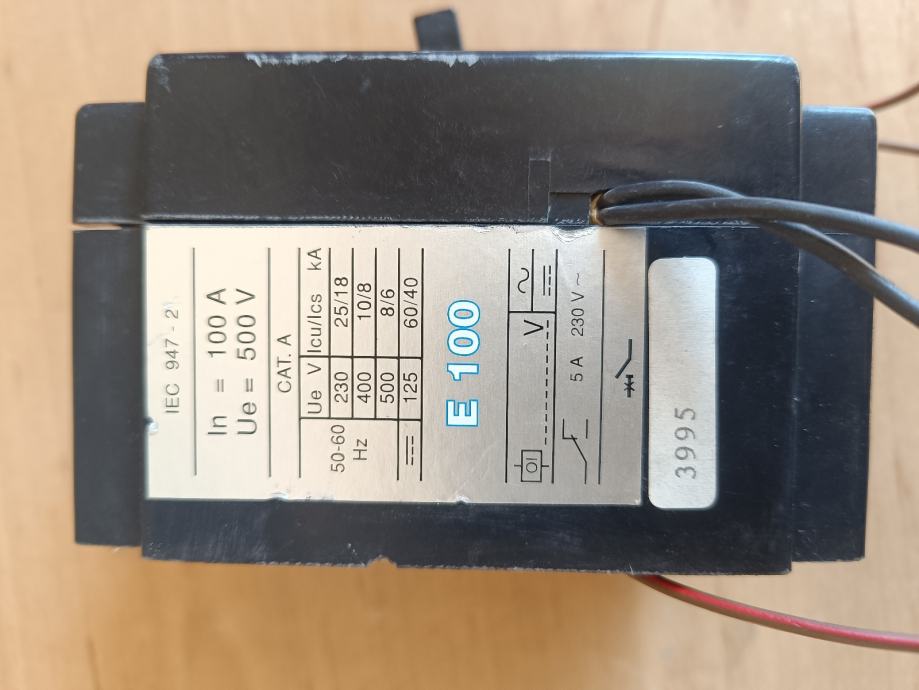 IEC 947-2
In = 100 A
Ue = 500 V
CAT. A
Ue V Icu/Ics kA
50-60 Hz
230 25/18
400 10/8
500 8/6
125 60/40
E 100
V
5 A 230 V ~
3995